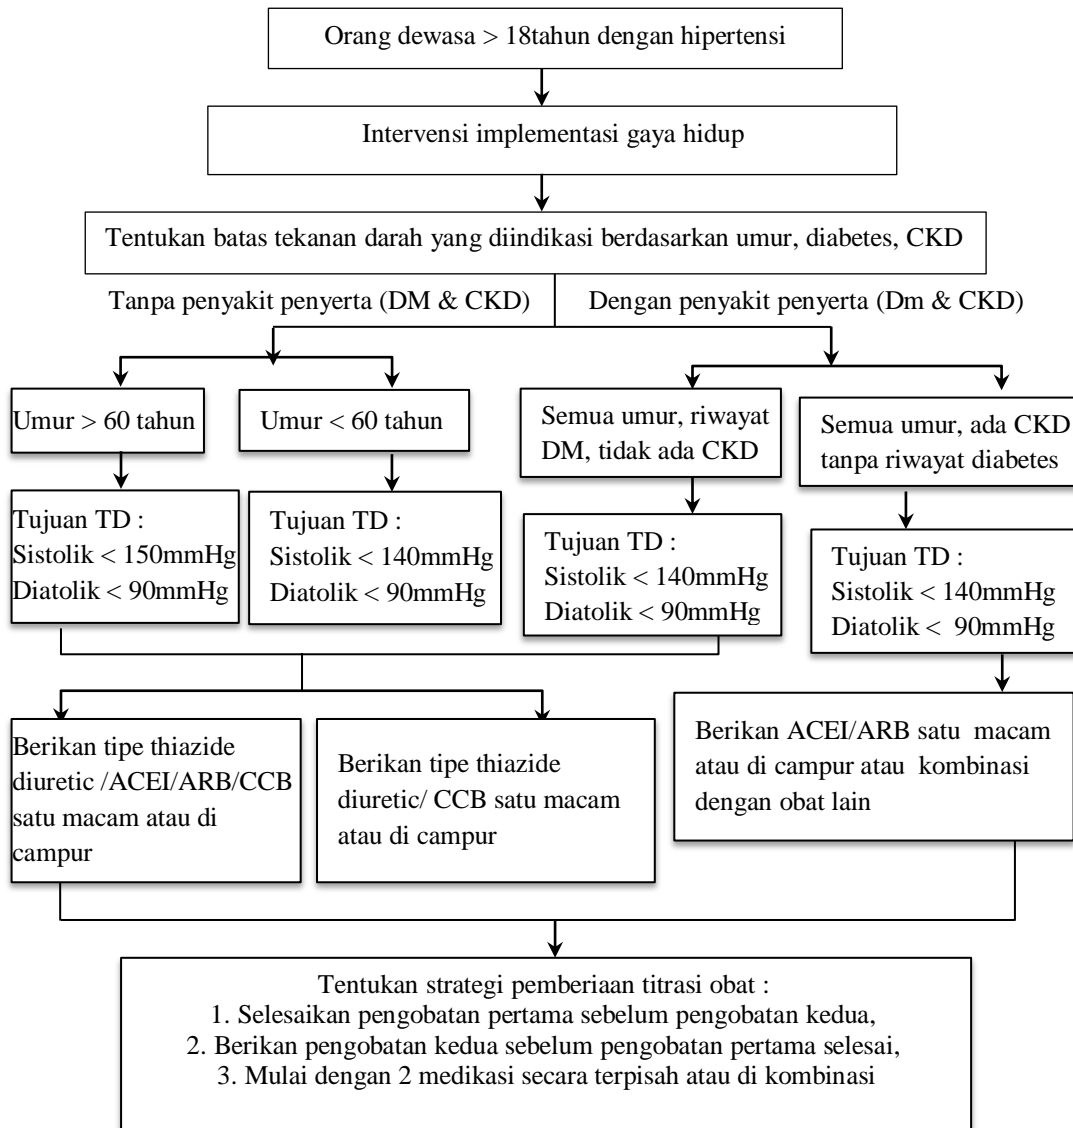 Orang dewasa > 18tahun dengan hipertensi
Intervensi implementasi gaya hidup
Tentukan batas tekanan darah yang diindikasi berdasarkan umur, diabetes, CKD
Tanpa penyakit penyerta (DM & CKD)
Dengan penyakit penyerta (Dm & CKD)
Umur > 60 tahun
Umur < 60 tahun
Semua umur, riwayat
DM, tidak ada CKD
Semua umur, ada CKD
tanpa riwayat diabetes
Tujuan TD :
Sistolik < 150mmHg
Diatolik < 90mmHg
Tujuan TD :
Sistolik < 140mmHg
Diatolik < 90mmHg
Tujuan TD :
Sistolik < 140mmHg
Diatolik < 90mmHg
Tujuan TD :
Sistolik < 140mmHg
Diatolik < 90mmHg
Berikan tipe thiazide
diuretic /ACEI/ARB/CCB
satu macam atau di
campur
Berikan tipe thiazide
diuretic/ CCB satu macam
atau di campur
Berikan ACEI/ARB satu macam
atau di campur atau kombinasi
dengan obat lain
Tentukan strategi pemberiaan titrasi obat :
1. Selesaikan pengobatan pertama sebelum pengobatan kedua,
2. Berikan pengobatan kedua sebelum pengobatan pertama selesai,
3. Mulai dengan 2 medikasi secara terpisah atau di kombinasi